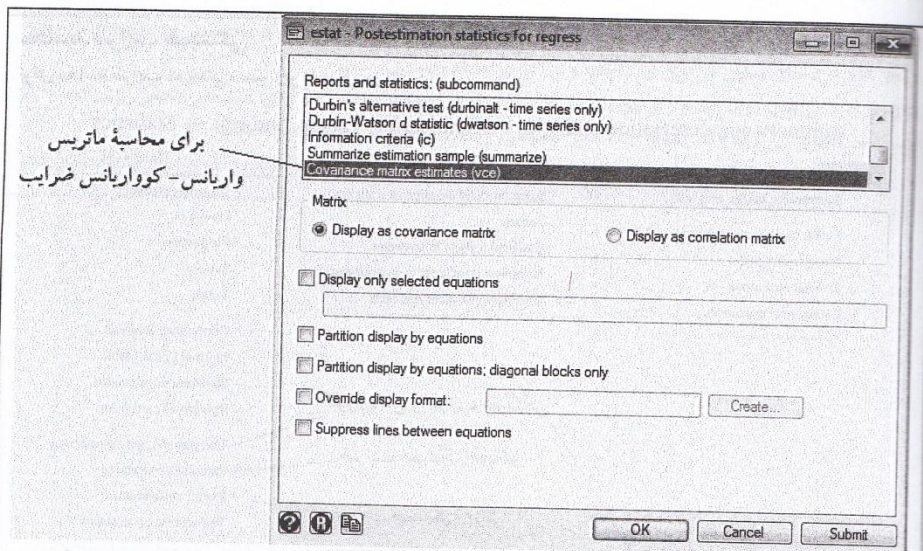 estat - Postestimation statistics for regress
Reports and statistics: (subcommand)
Durbin's alternative test (durbinalt - time series only)
Durbin-Watson d statistic (dwatson - time series only)
Information criteria (ic)
Summarize estimation sample (summarize)
Covariance matrix estimates (vce)
برای محاسبهٔ ماتریس
واریانس- کوواریانس ضرایب
Matrix
Display as covariance matrix
Display as correlation matrix
Display only selected equations
Partition display by equations
Partition display by equations; diagonal blocks only
Override display format:
Create...
Suppress lines between equations
OK
Cancel
Submit